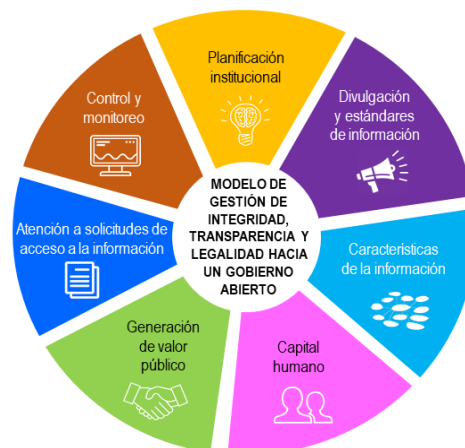 Planificación
institucional
Divulgación
y estándares
de información
Características
de la información
Capital
humano
Generación
de valor
público
Atención a solicitudes de
acceso a la información
Control y
monitoreo
MODELO DE
GESTIÓN DE
INTEGRIDAD,
TRANSPARENCIA Y
LEGALIDAD HACIA
UN GOBIERNO
ABIERTO